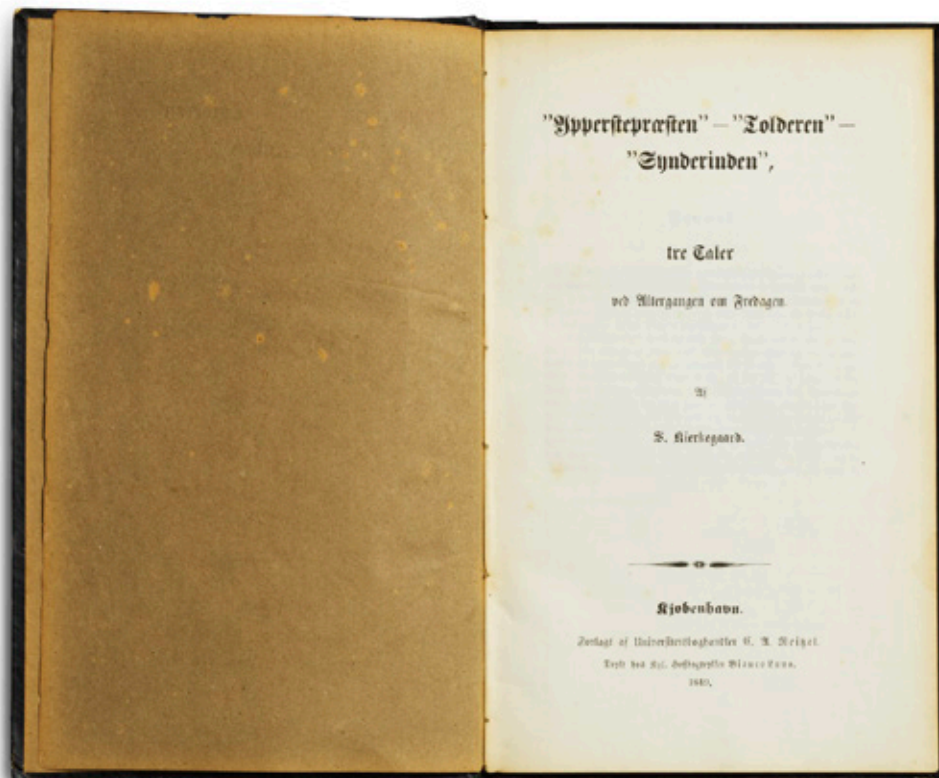 "Ypperstepræsten" — "Tolderen" —
"Synderinden",
tre Taler
ved Altergangen om Fredagen.
Af
S. Kierkegaard.
Kjøbenhavn.
Forlagt af Universitetsboghandler C. A. Reitzel.
Trykt hos Kgl. Hofbogtrykker Bianco Luno.
1849.